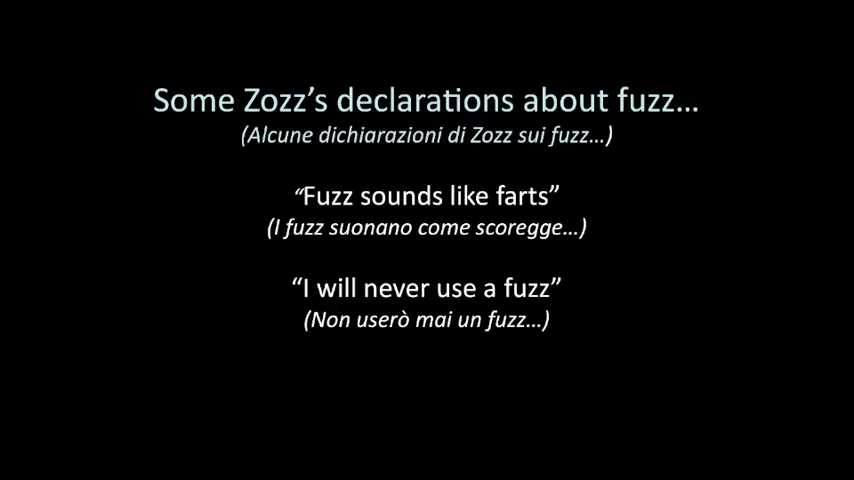 Some Zozz's declarations about fuzz...
(Alcune dichiarazioni di Zozz sui fuzz...)
“Fuzz sounds like farts”
(I fuzz suonano come scoregge...)
“I will never use a fuzz”
(Non userò mai un fuzz...)